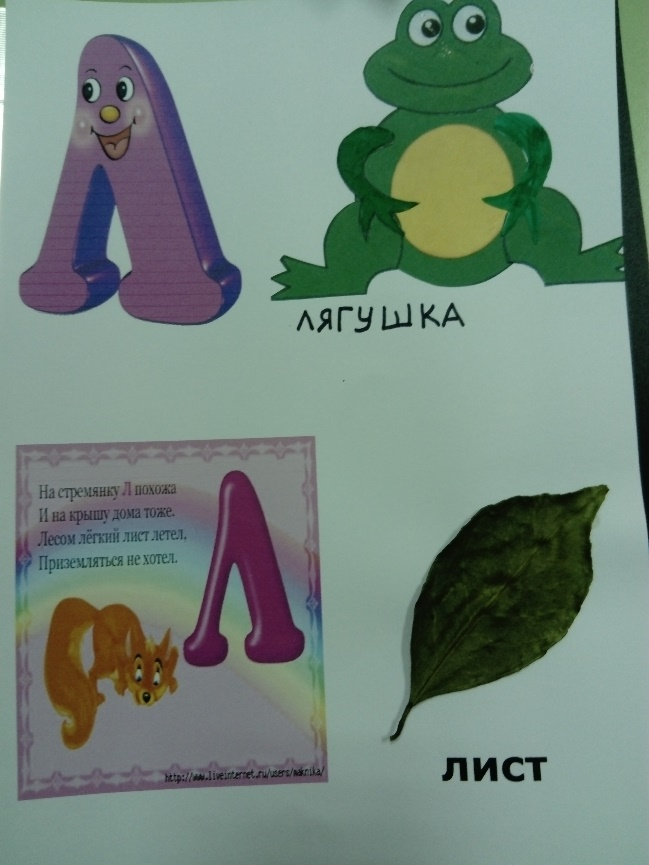 Л
ЛЯГУШКА
На стремянку Л похожа
И на крышу дома тоже.
Лесом лёгкий лист летел,
Приземляться не хотел.
Л
http://www.liveinternet.ru/users/maknika/
лист